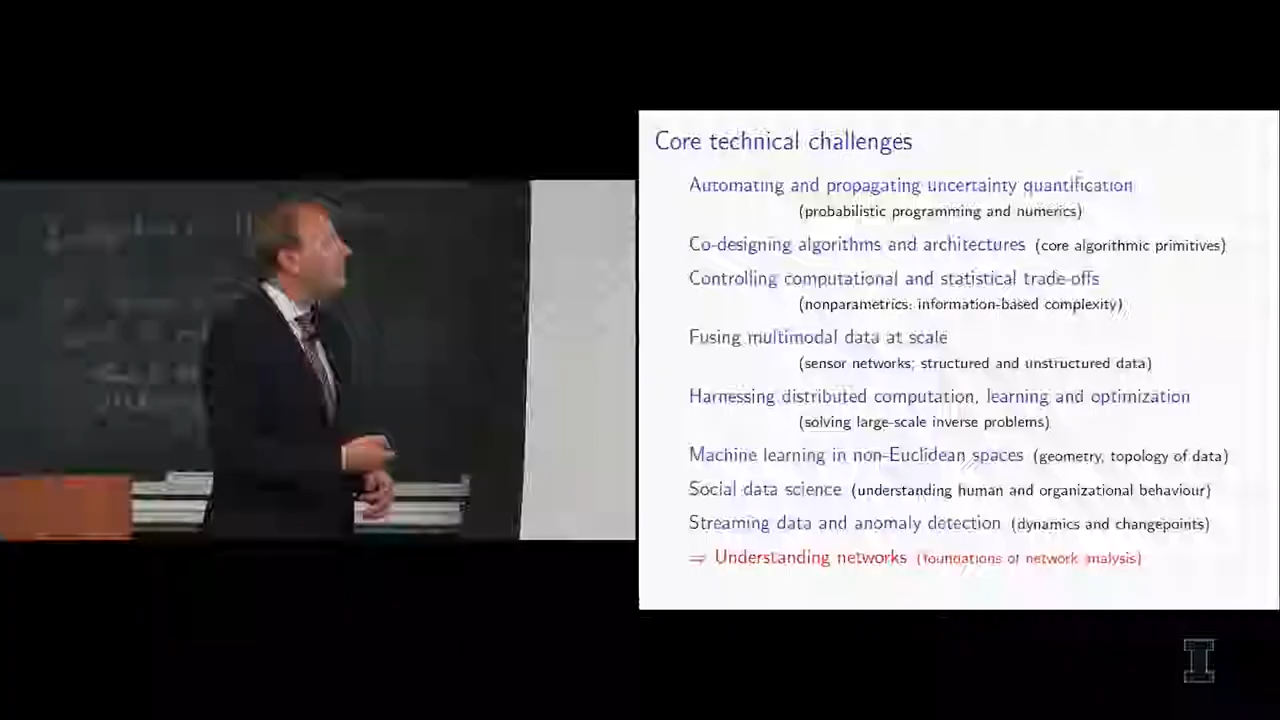 Core technical challenges
Automating and propagating uncertainty quantification
(probabilistic programming and numerics)
Co-designing algorithms and architectures (core algorithmic primitives)
Controlling computational and statistical trade-offs
(nonparametrics; information-based complexity)
Fusing multimodal data at scale
(sensor networks; structured and unstructured data)
Harnessing distributed computation, learning and optimization
(solving large-scale inverse problems)
Machine learning in non-Euclidean spaces (geometry, topology of data)
Social data science (understanding human and organizational behaviour)
Streaming data and anomaly detection (dynamics and changepoints)
⇒ Understanding networks (foundations of network analysis)